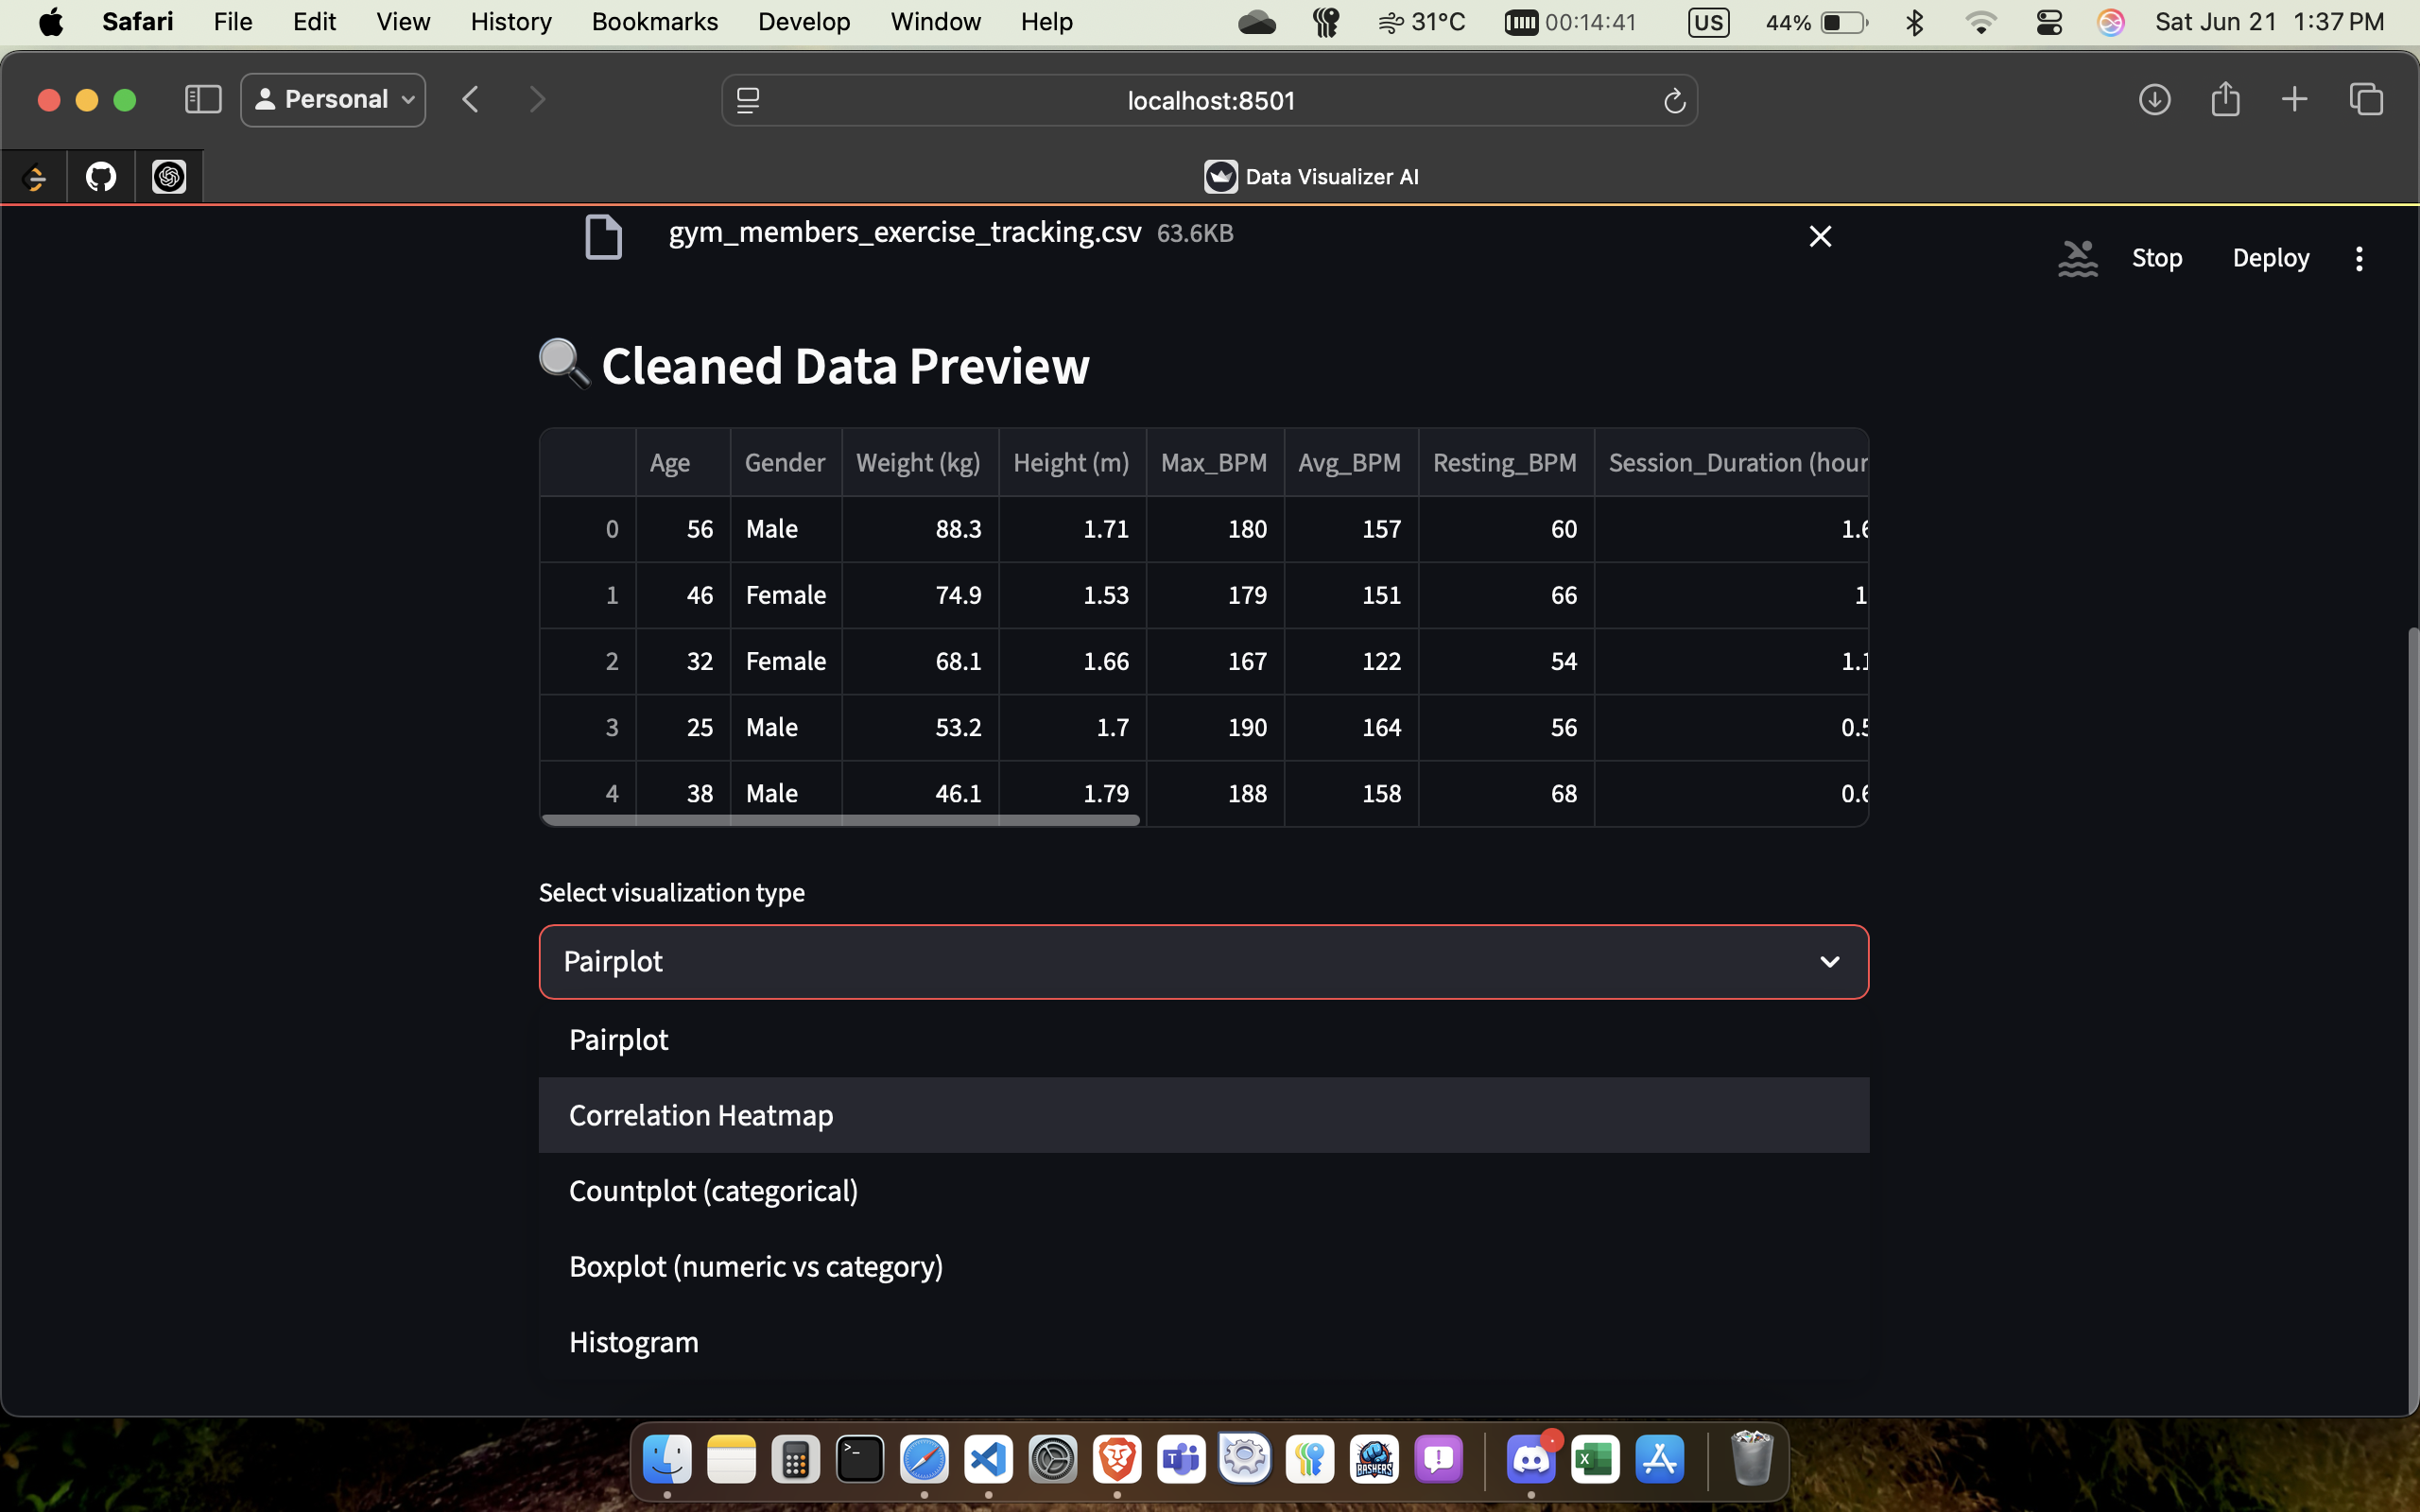 Safari File Edit View History Bookmarks Develop Window Help 31°C 00:14:41 US 44% Sat Jun 21 1:37 PM
Personal localhost:8501
Data Visualizer AI
gym_members_exercise_tracking.csv 63.6KB
Stop Deploy
Cleaned Data Preview
Age Gender Weight (kg) Height (m) Max_BPM Avg_BPM Resting_BPM Session_Duration (hour
0 56 Male 88.3 1.71 180 157 60 1.6
1 46 Female 74.9 1.53 179 151 66 1
2 32 Female 68.1 1.66 167 122 54 1.1
3 25 Male 53.2 1.7 190 164 56 0.5
4 38 Male 46.1 1.79 188 158 68 0.6
Select visualization type
Pairplot
Pairplot
Correlation Heatmap
Countplot (categorical)
Boxplot (numeric vs category)
Histogram
BASHERS